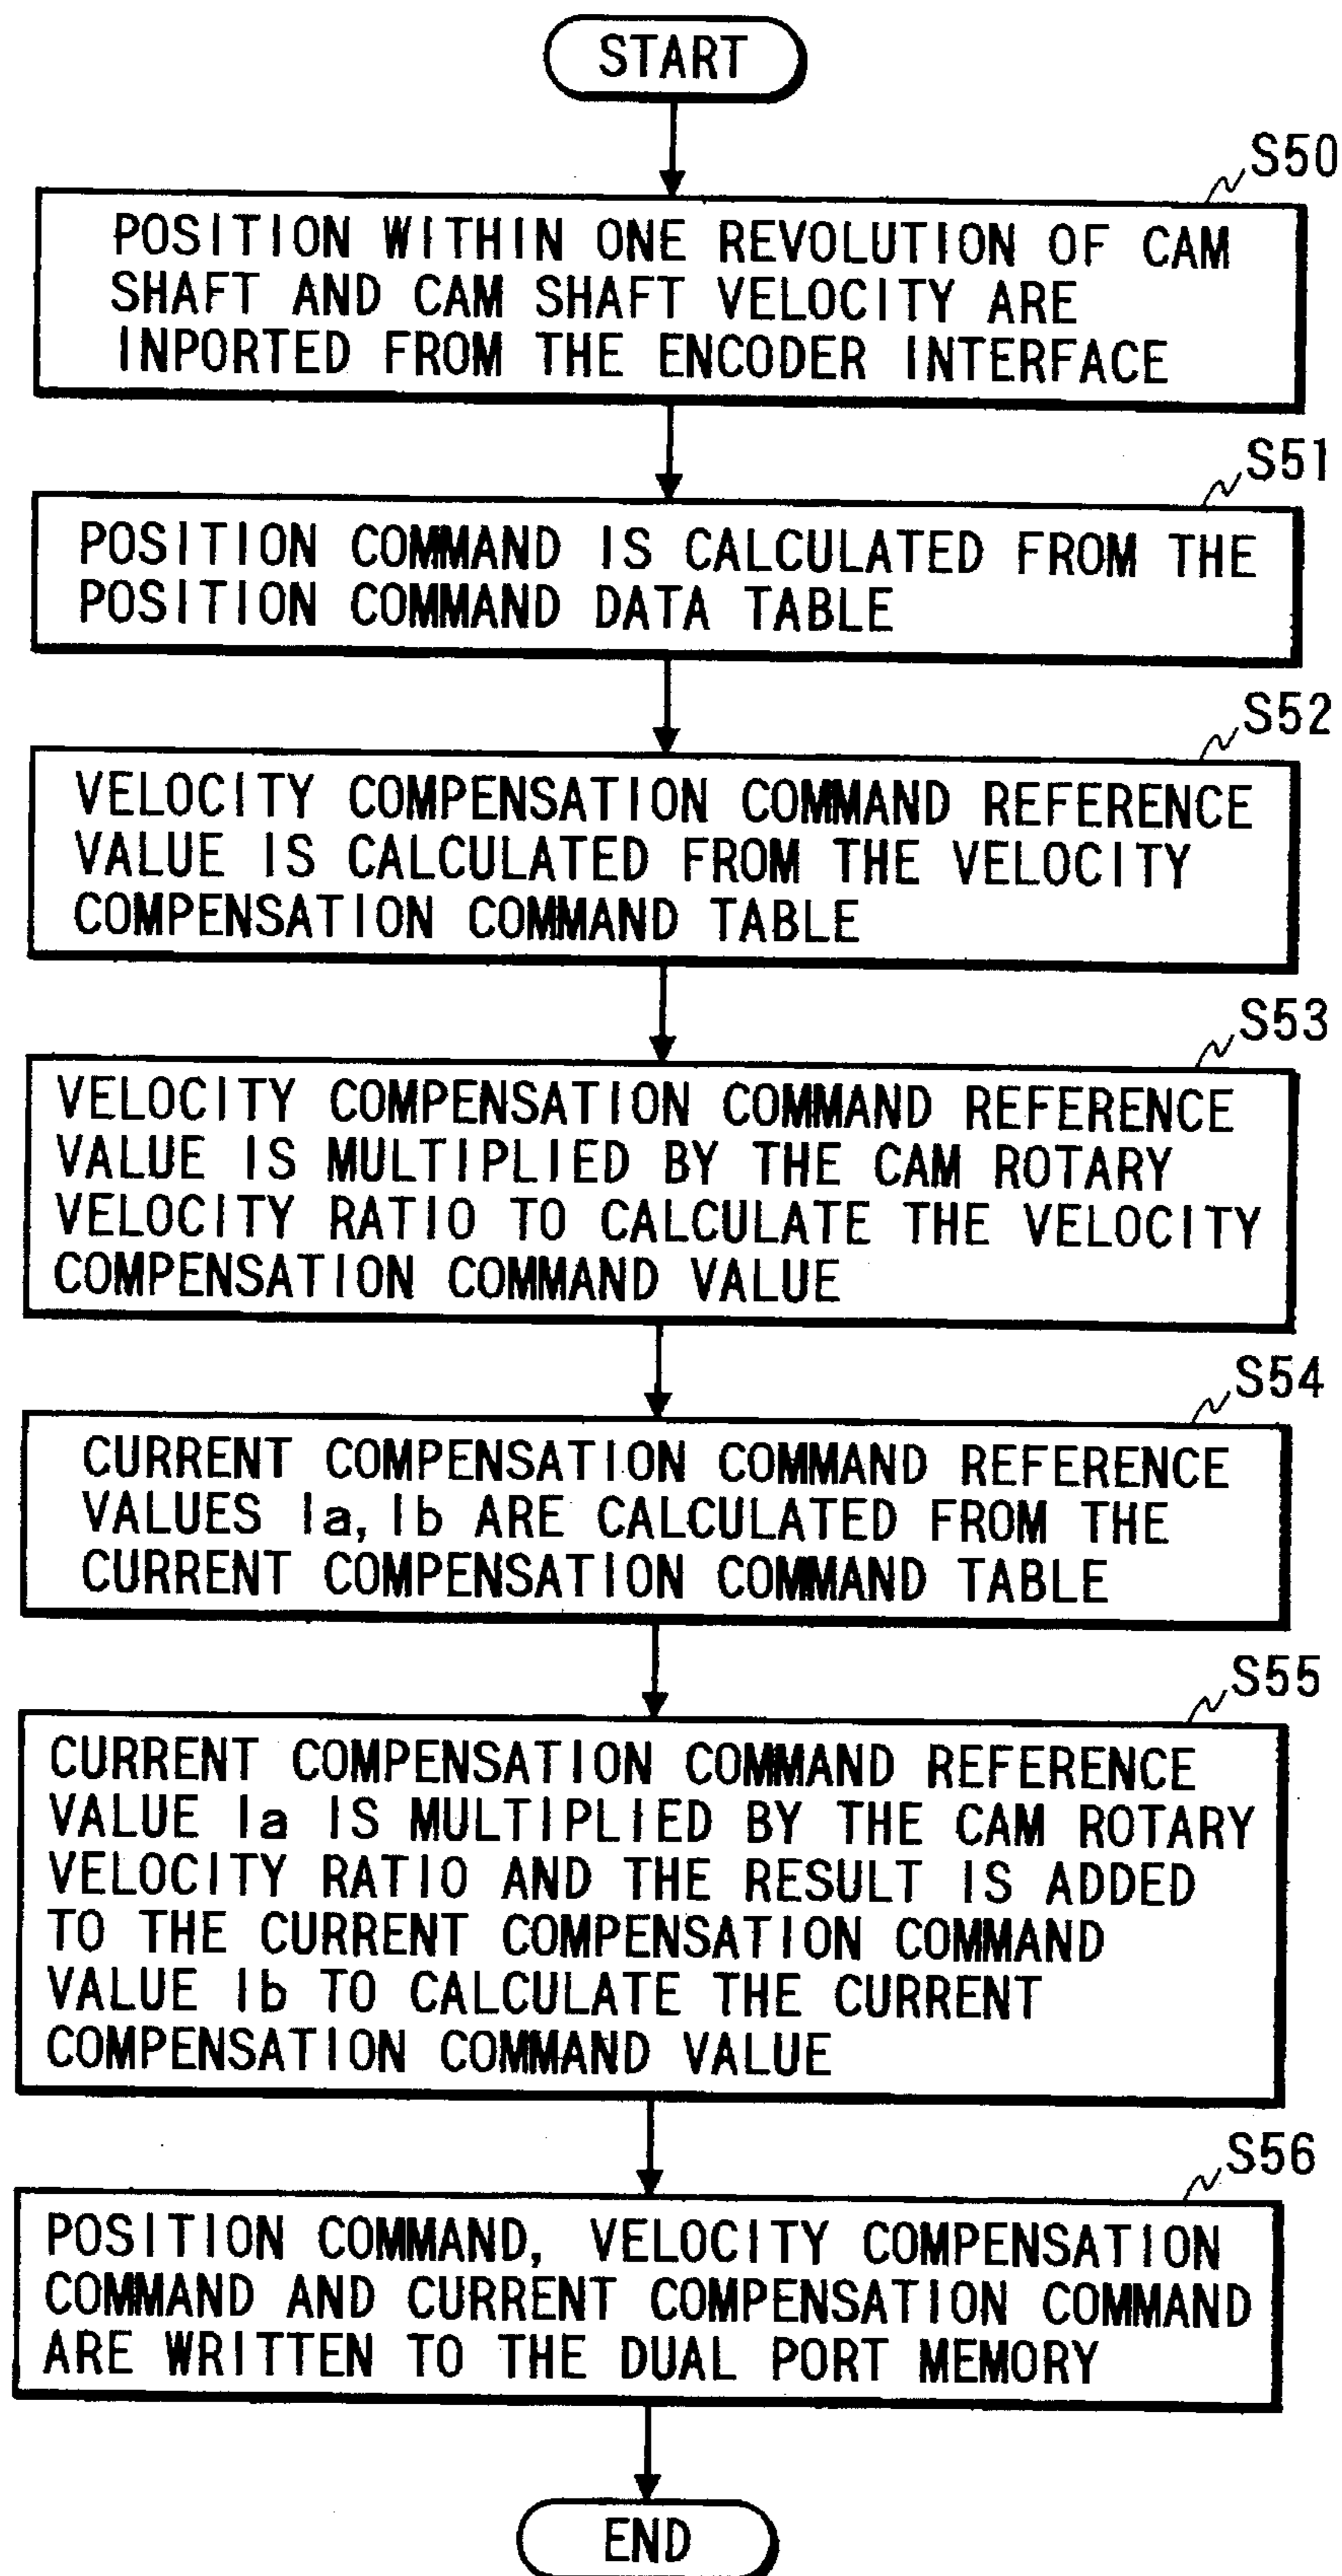 START
S50
POSITION WITHIN ONE REVOLUTION OF CAM
SHAFT AND CAM SHAFT VELOCITY ARE
INPORTED FROM THE ENCODER INTERFACE
S51
POSITION COMMAND IS CALCULATED FROM THE
POSITION COMMAND DATA TABLE
S52
VELOCITY COMPENSATION COMMAND REFERENCE
VALUE IS CALCULATED FROM THE VELOCITY
COMPENSATION COMMAND TABLE
S53
VELOCITY COMPENSATION COMMAND REFERENCE
VALUE IS MULTIPLIED BY THE CAM ROTARY
VELOCITY RATIO TO CALCULATE THE VELOCITY
COMPENSATION COMMAND VALUE
S54
CURRENT COMPENSATION COMMAND REFERENCE
VALUES Ia, Ib ARE CALCULATED FROM THE
CURRENT COMPENSATION COMMAND TABLE
S55
CURRENT COMPENSATION COMMAND REFERENCE
VALUE Ia IS MULTIPLIED BY THE CAM ROTARY
VELOCITY RATIO AND THE RESULT IS ADDED
TO THE CURRENT COMPENSATION COMMAND
VALUE Ib TO CALCULATE THE CURRENT
COMPENSATION COMMAND VALUE
S56
POSITION COMMAND, VELOCITY COMPENSATION
COMMAND AND CURRENT COMPENSATION COMMAND
ARE WRITTEN TO THE DUAL PORT MEMORY
END